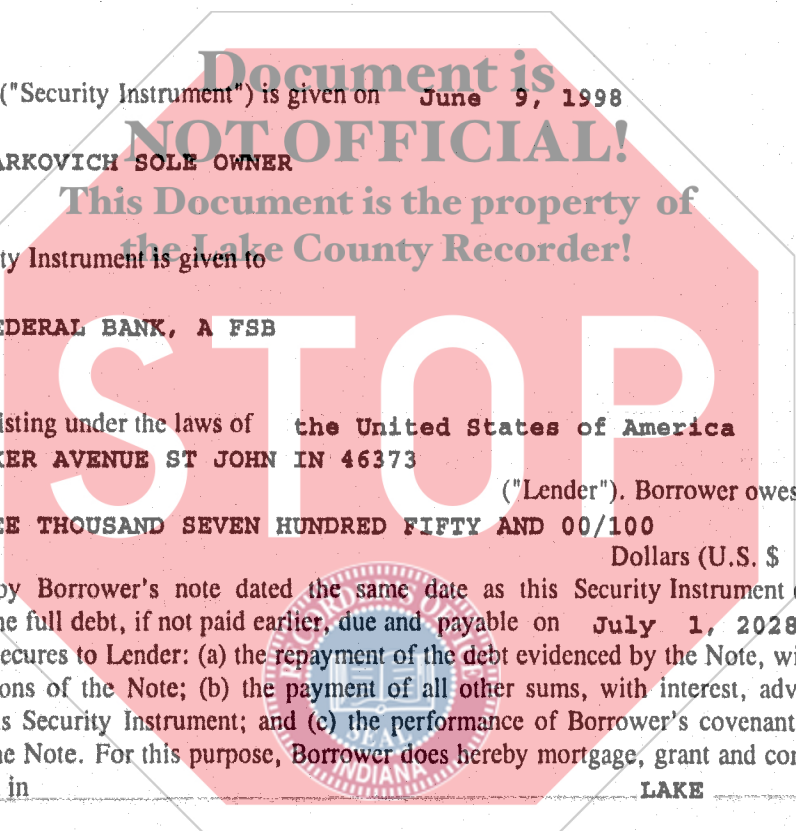 Document is
("Security Instrument") is given on June 9, 1998
NOT OFFICIAL!
ARKOVICH SOLE OWNER
This Document is the property of
the Lake County Recorder!
ty Instrument is given to
EDERAL BANK, A FSB
STOP
isting under the laws of the United States of America
KER AVENUE ST JOHN IN 46373
("Lender"). Borrower owes
EE THOUSAND SEVEN HUNDRED FIFTY AND 00/100
Dollars (U.S. $
by Borrower's note dated the same date as this Security Instrument
he full debt, if not paid earlier, due and payable on July 1, 2028
ecures to Lender: (a) the repayment of the debt evidenced by the Note, wi
ons of the Note; (b) the payment of all other sums, with interest, adv
is Security Instrument; and (c) the performance of Borrower's covenant
he Note. For this purpose, Borrower does hereby mortgage, grant and con
in LAKE
RECORDER OF
SEAL
INDIANA